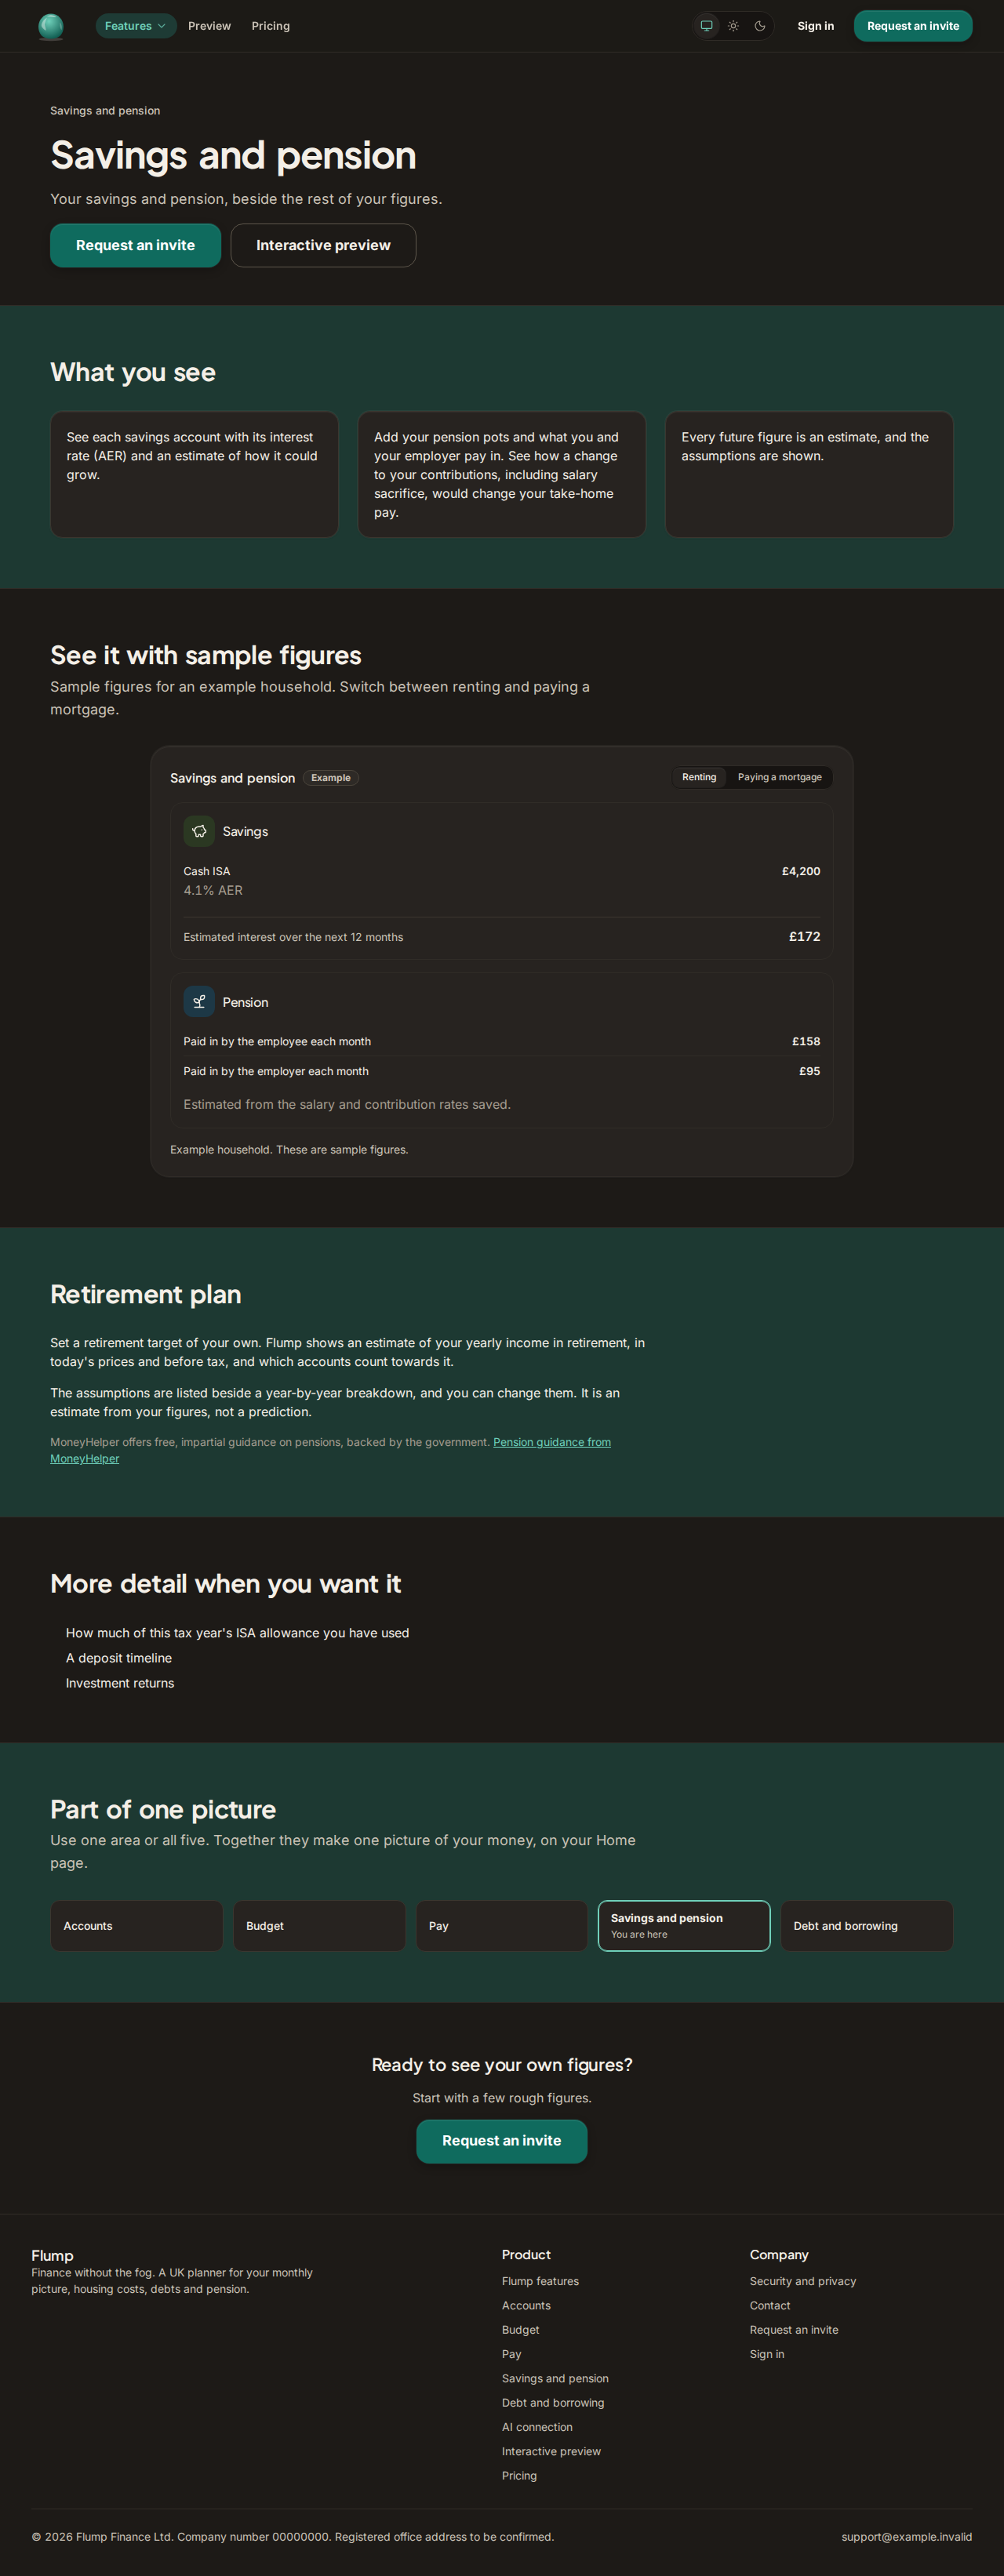 Features
Preview
Pricing
Sign in
Request an invite
Savings and pension
Savings and pension
Your savings and pension, beside the rest of your figures.
Request an invite
Interactive preview
What you see
See each savings account with its interest
rate (AER) and an estimate of how it could
grow.
Add your pension pots and what you and
your employer pay in. See how a change
to your contributions, including salary
sacrifice, would change your take-home
pay.
Every future figure is an estimate, and the
assumptions are shown.
See it with sample figures
Sample figures for an example household. Switch between renting and paying a
mortgage.
Savings and pension
Example
Renting
Paying a mortgage
Savings
Cash ISA
£4,200
4.1% AER
Estimated interest over the next 12 months
£172
Pension
Paid in by the employee each month
£158
Paid in by the employer each month
£95
Estimated from the salary and contribution rates saved.
Example household. These are sample figures.
Retirement plan
Set a retirement target of your own. Flump shows an estimate of your yearly income in retirement, in
today's prices and before tax, and which accounts count towards it.
The assumptions are listed beside a year-by-year breakdown, and you can change them. It is an
estimate from your figures, not a prediction.
MoneyHelper offers free, impartial guidance on pensions, backed by the government. Pension guidance from
MoneyHelper
More detail when you want it
How much of this tax year's ISA allowance you have used
A deposit timeline
Investment returns
Part of one picture
Use one area or all five. Together they make one picture of your money, on your Home
page.
Accounts
Budget
Pay
Savings and pension
You are here
Debt and borrowing
Ready to see your own figures?
Start with a few rough figures.
Request an invite
Flump
Finance without the fog. A UK planner for your monthly
picture, housing costs, debts and pension.
Product
Flump features
Accounts
Budget
Pay
Savings and pension
Debt and borrowing
AI connection
Interactive preview
Pricing
Company
Security and privacy
Contact
Request an invite
Sign in
© 2026 Flump Finance Ltd. Company number 00000000. Registered office address to be confirmed.
support@example.invalid